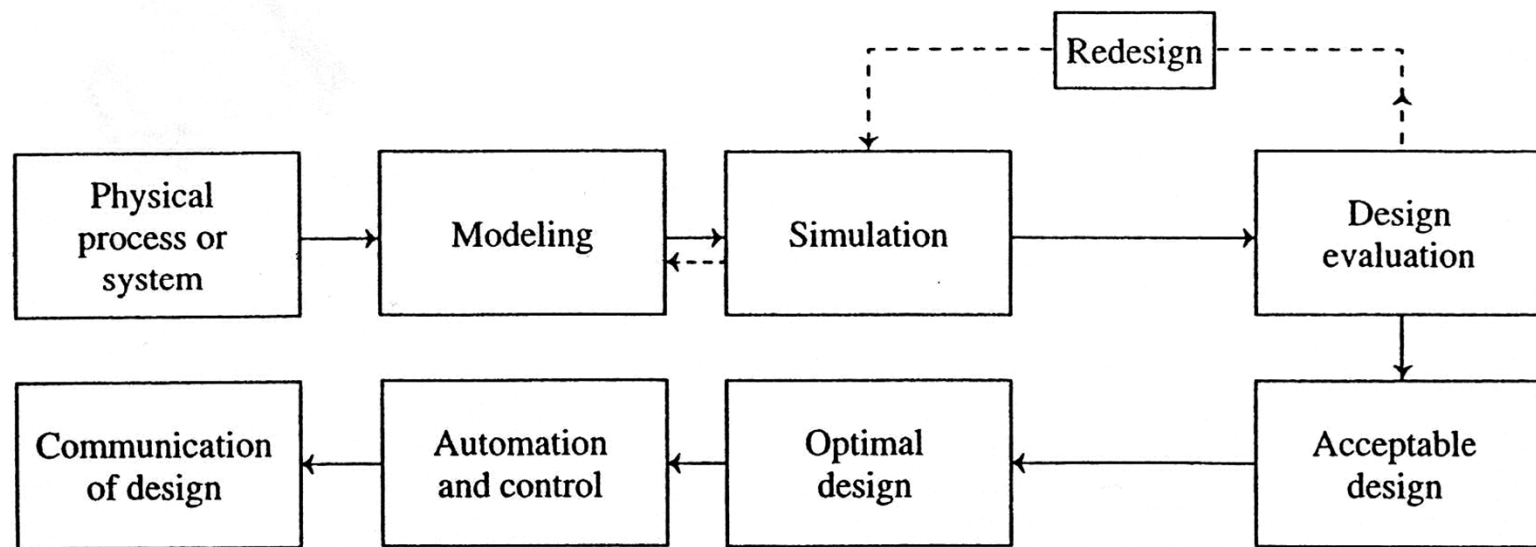 Redesign
Physical
process or
system
Modeling
Simulation
Design
evaluation
Communication
of design
Automation
and control
Optimal
design
Acceptable
design